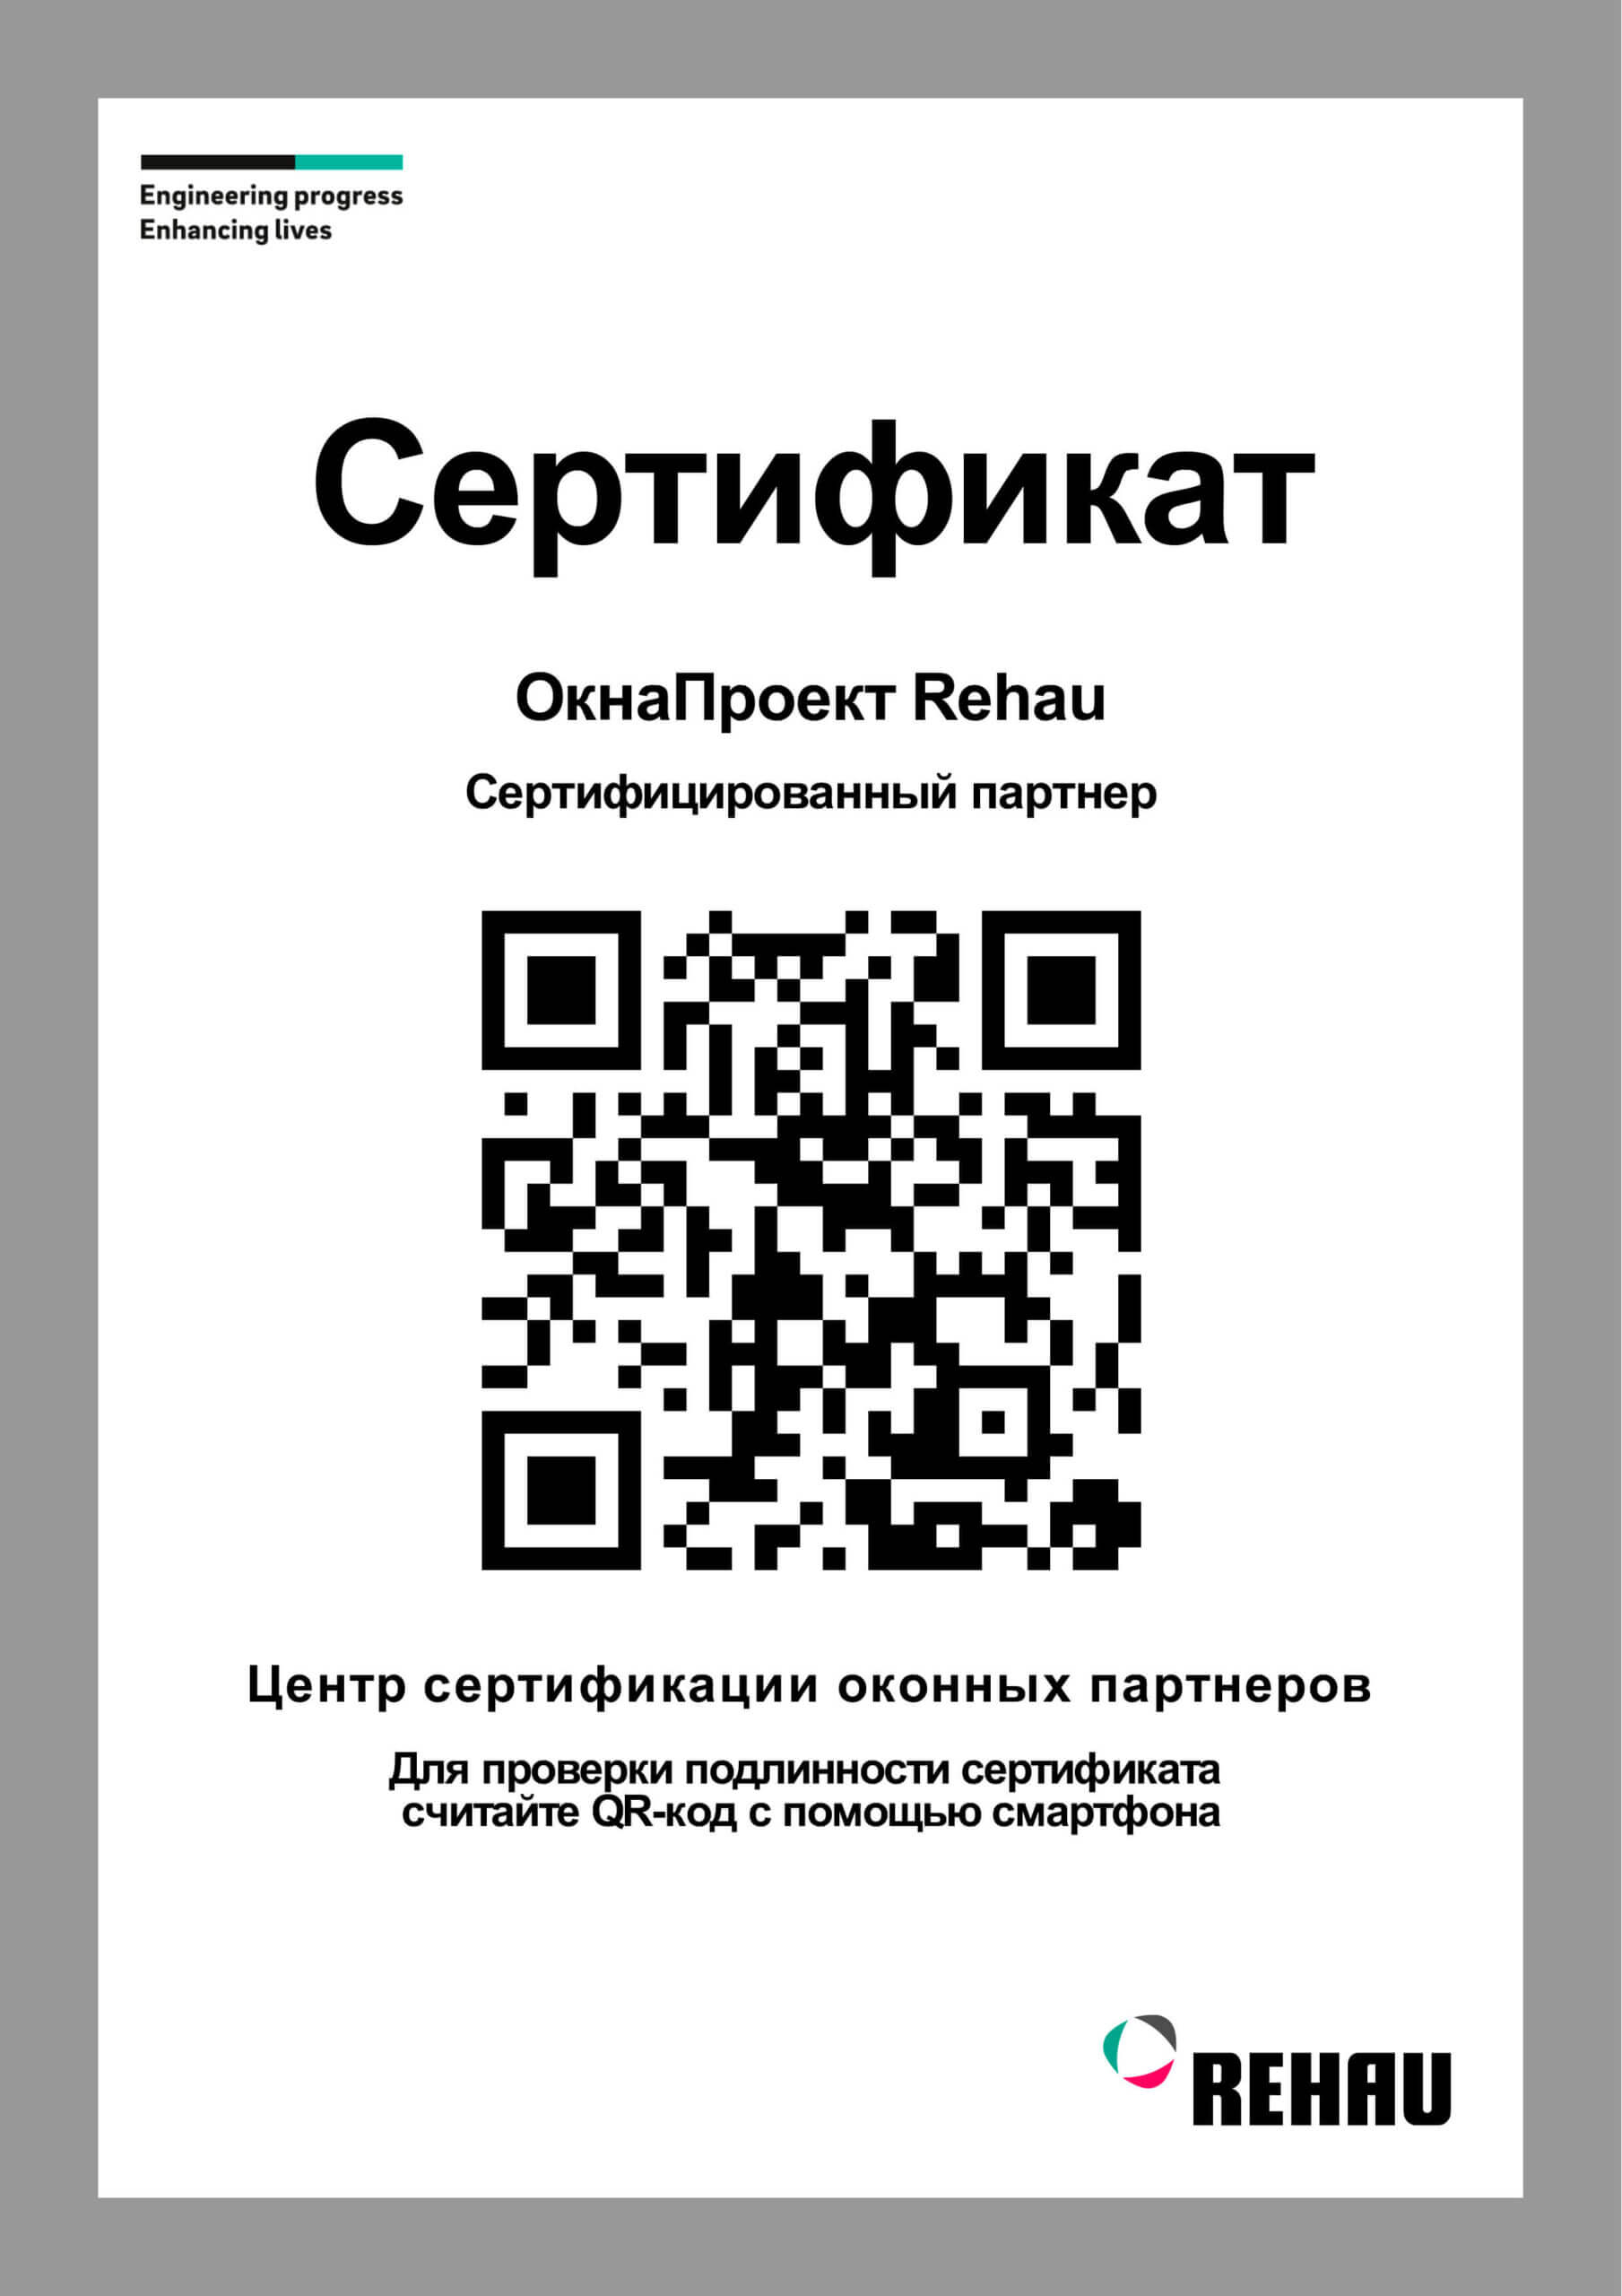 Engineering progress
Enhancing lives
Сертификат
ОкнаПроект Rehau
Сертифицированный партнер
Центр сертификации оконных партнеров
Для проверки подлинности сертификата
считайте QR-код с помощью смартфона
REHAU